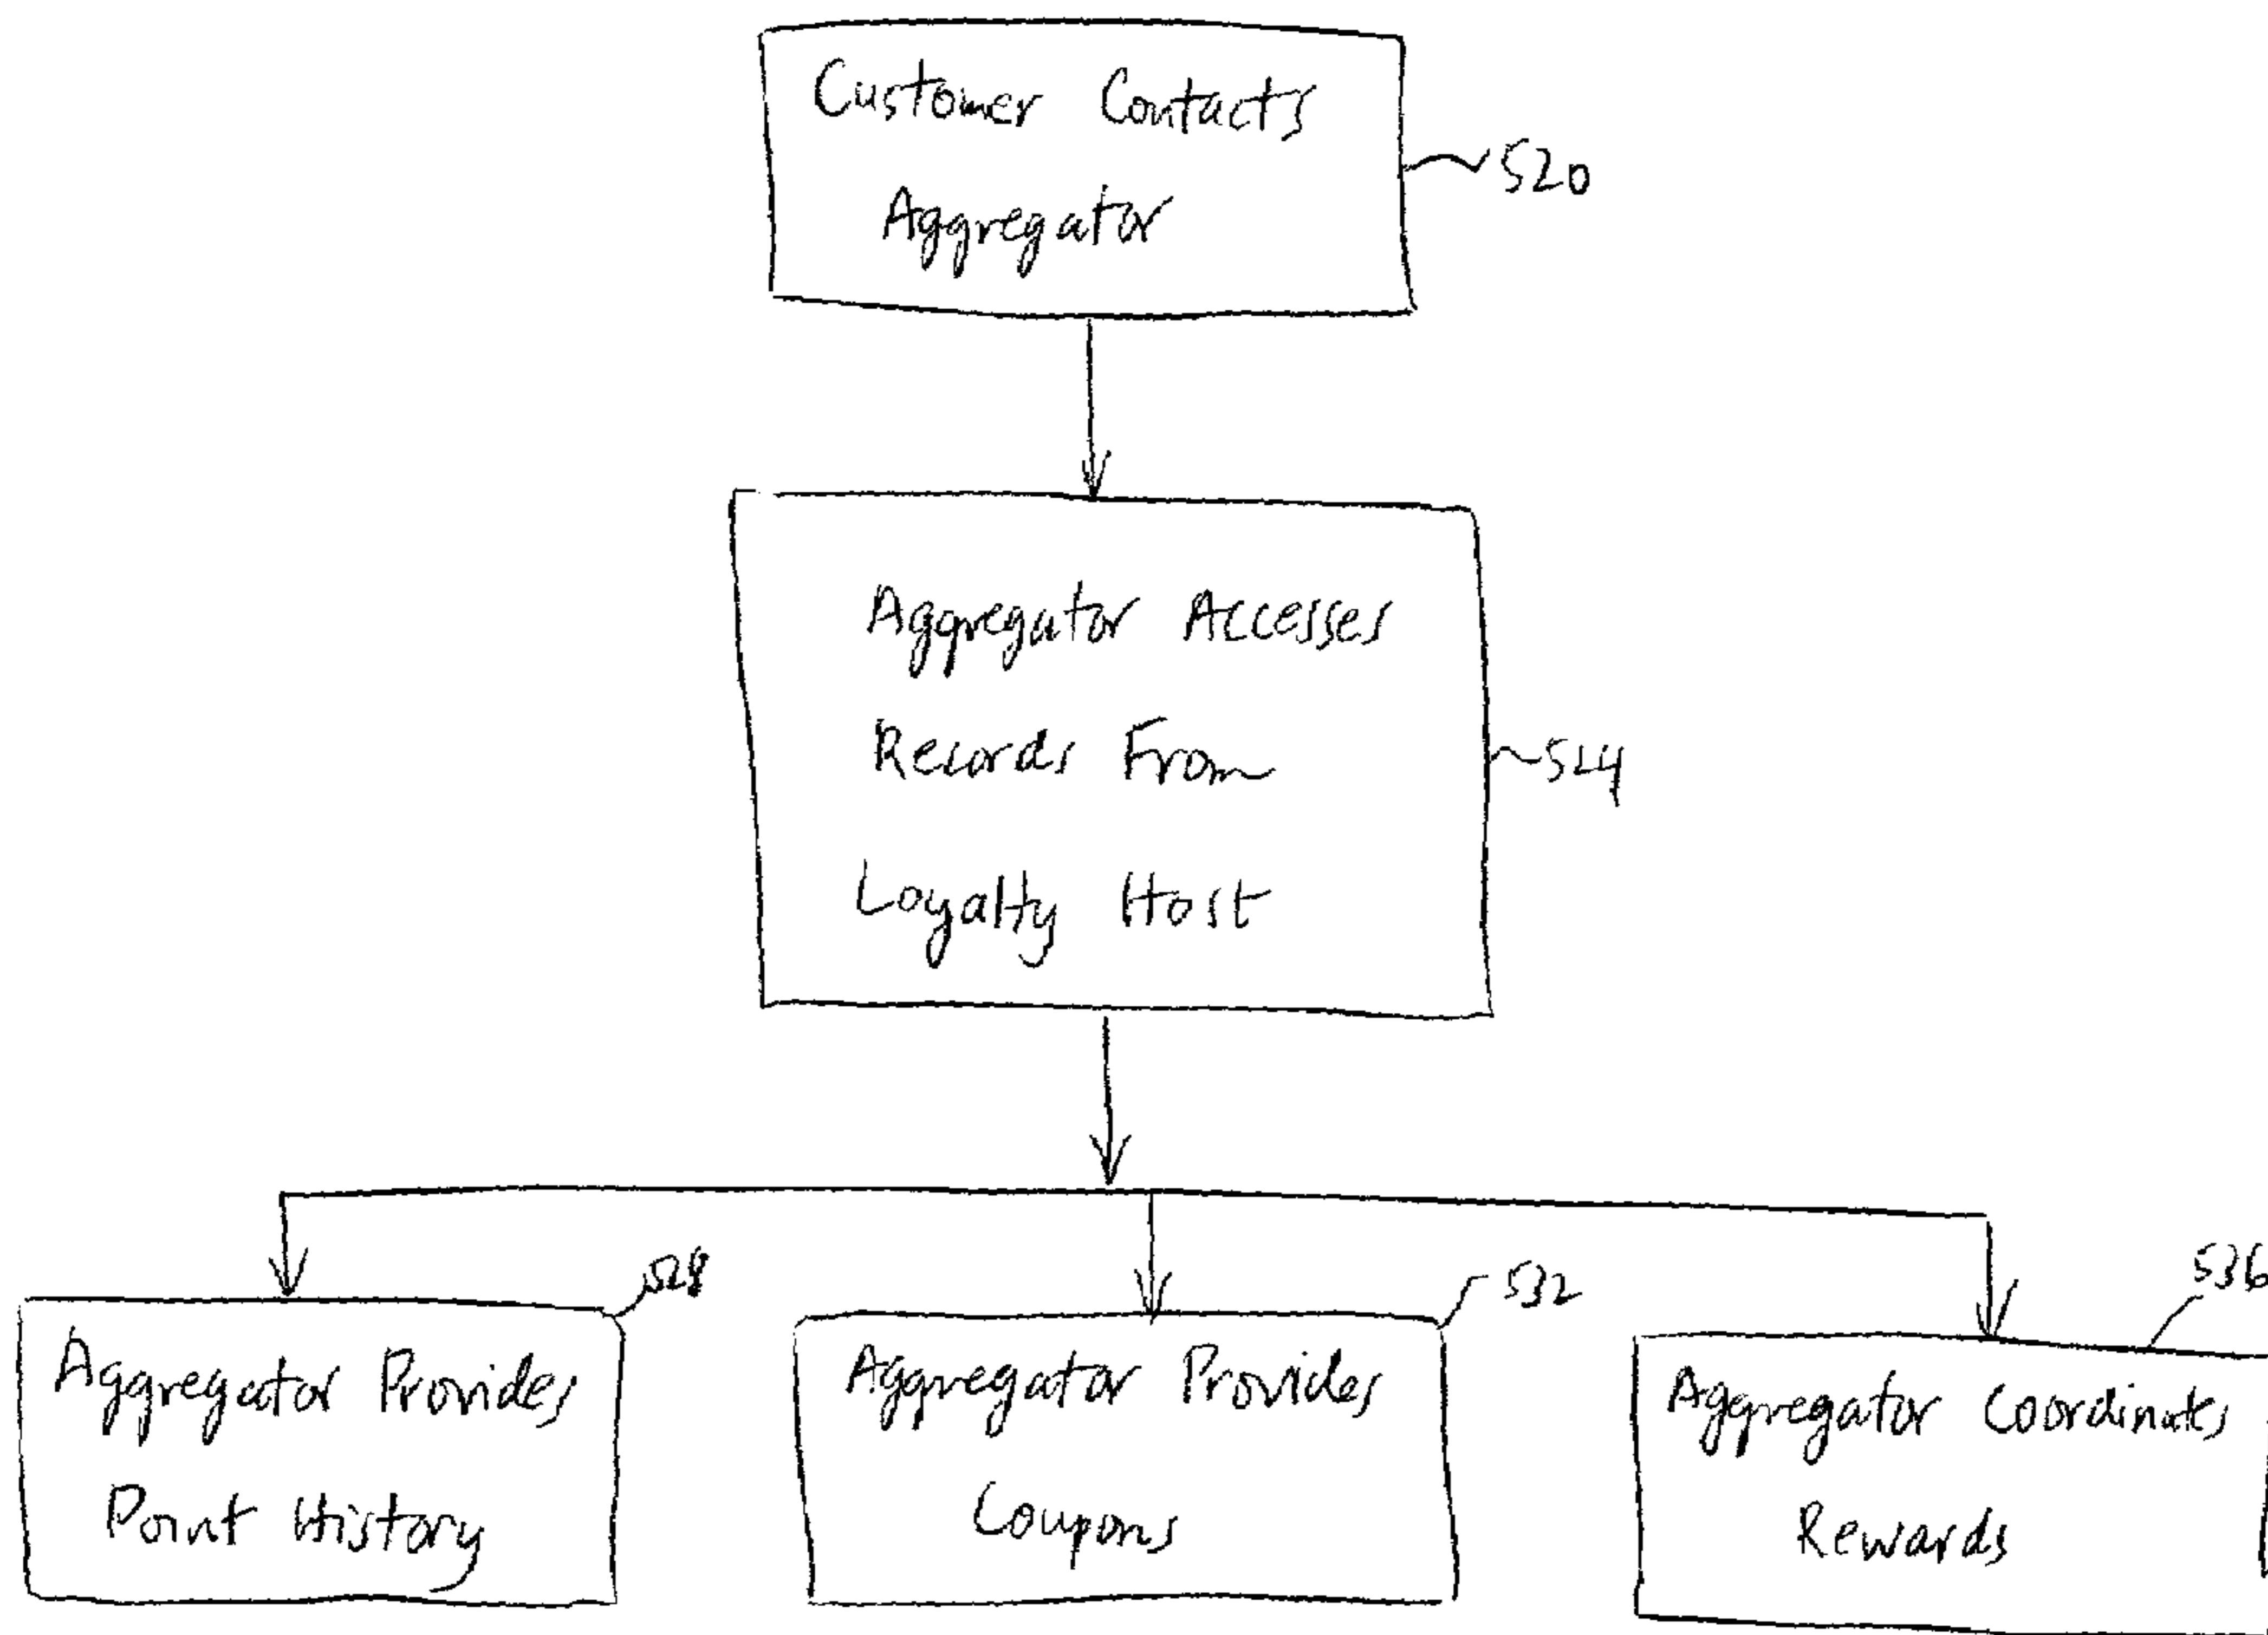 Customer Contacts
Aggregator
520
Aggregator Accesses
Records From
Loyalty Host
524
528
532
536
Aggregator Provides
Point History
Aggregator Provides
Coupons
Aggregator Coordinates
Rewards